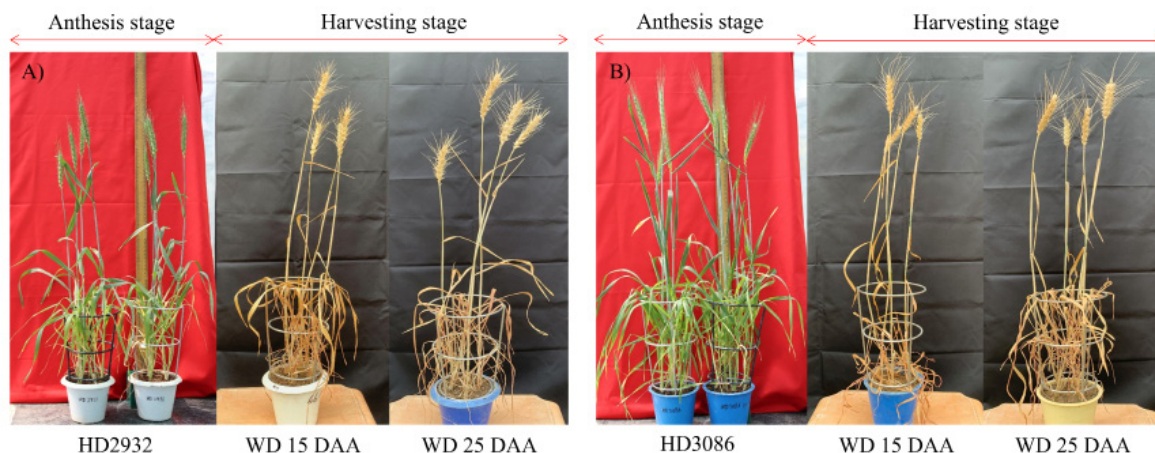 Anthesis stage
Harvesting stage
Anthesis stage
Harvesting stage
A)
B)
HD2932
WD 15 DAA
WD 25 DAA
HD3086
WD 15 DAA
WD 25 DAA